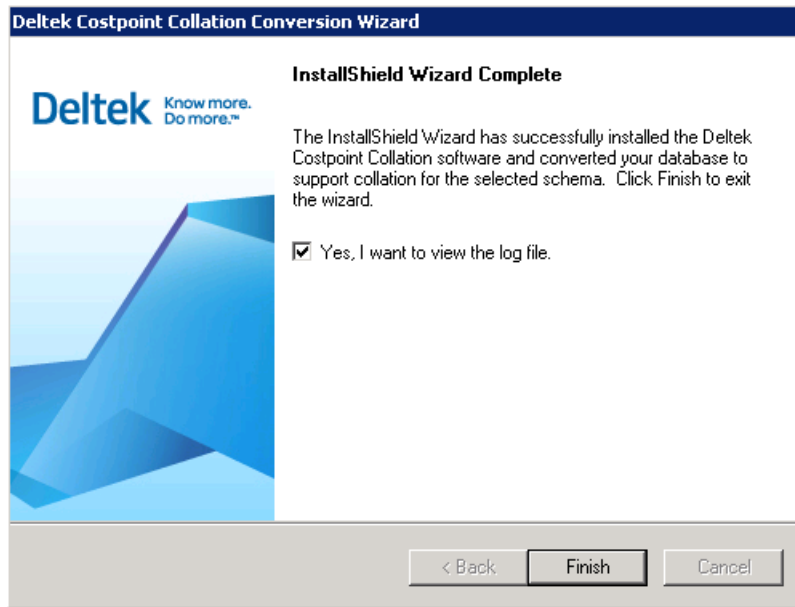 Deltek Costpoint Collation Conversion Wizard
InstallShield Wizard Complete
Deltek Know more.
Do more.™
The InstallShield Wizard has successfully installed the Deltek
Costpoint Collation software and converted your database to
support collation for the selected schema.  Click Finish to exit
the wizard.
Yes, I want to view the log file.
< Back
Finish
Cancel